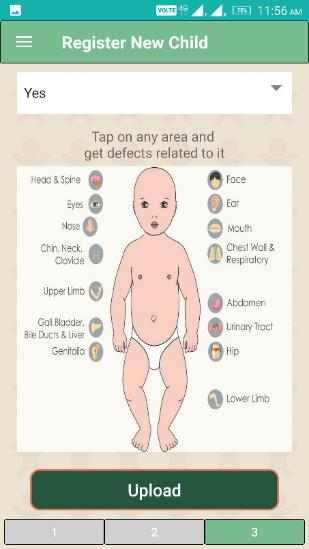 VOLTE 4G 75% 11:56 AM
Register New Child
Yes
Tap on any area and
get defects related to it
Head & Spine
Eyes
Nose
Chin, Neck,
Clavicle
Upper Limb
Gall Bladder,
Bile Ducts & Liver
Genitalia
Face
Ear
Mouth
Chest Wall &
Respiratory
Abdomen
Urinary Tract
Hip
Lower Limb
Upload
1 2 3